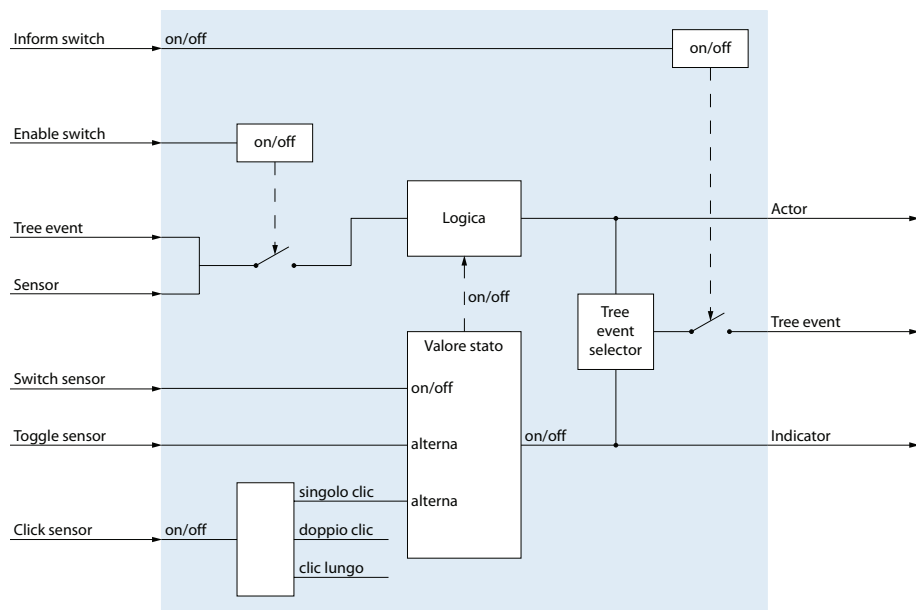 Inform switch
on/off
on/off
Enable switch
on/off
Tree event
Logica
Actor
Sensor
on/off
Tree
event
selector
Tree event
Valore stato
Switch sensor
on/off
Toggle sensor
alterna
on/off
Indicator
singolo clic
alterna
Click sensor
on/off
doppio clic
clic lungo